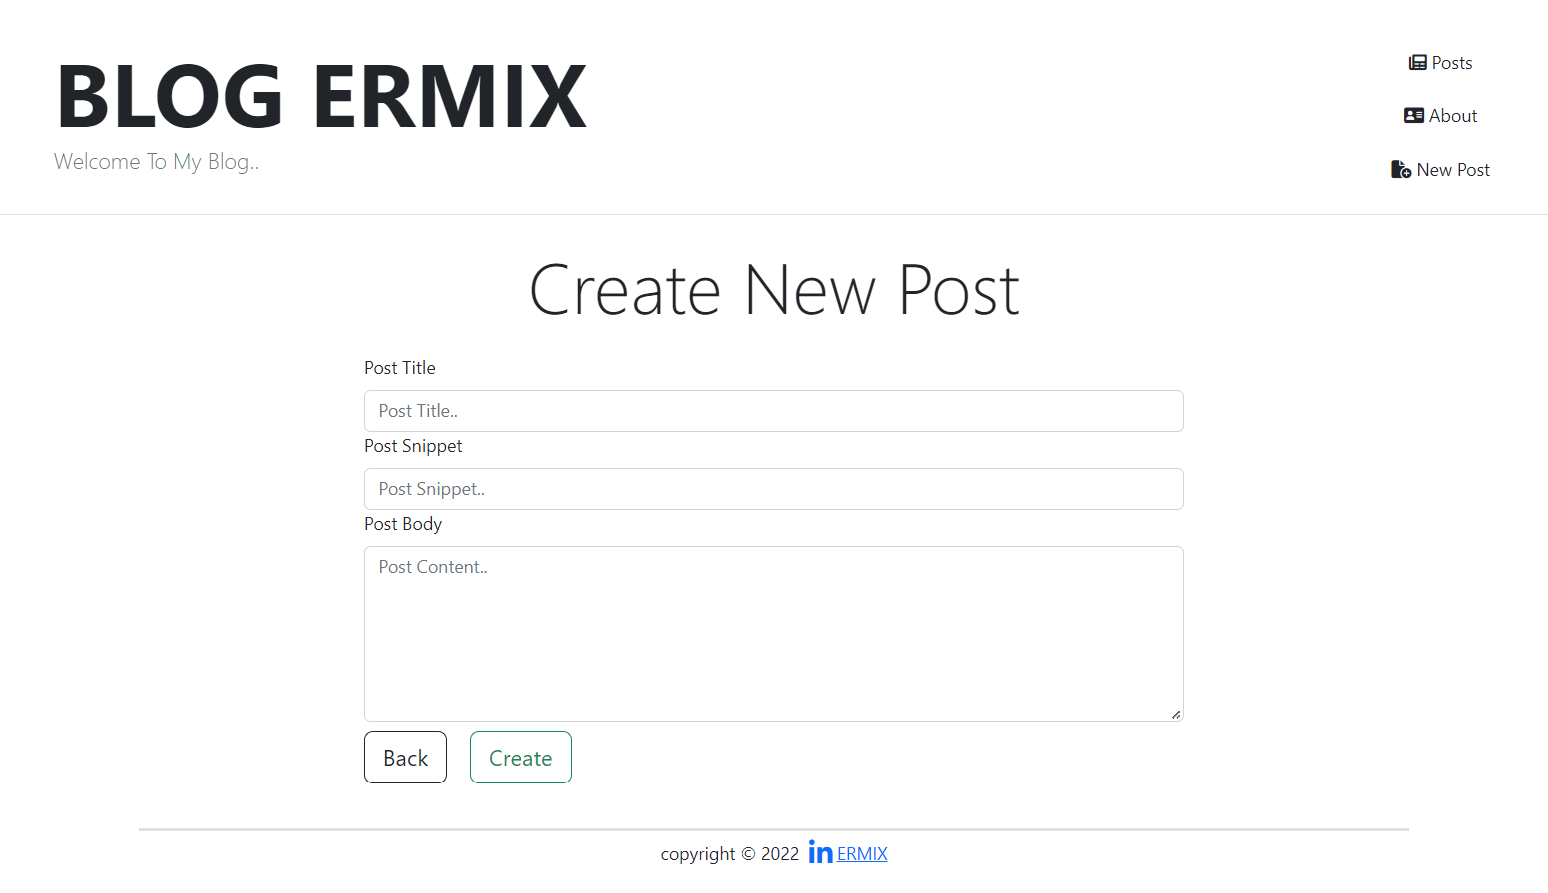 BLOG ERMIX
Welcome To My Blog..
Posts
About
New Post
Create New Post
Post Title
Post Title..
Post Snippet
Post Snippet..
Post Body
Post Content..
Back Create
copyright © 2022 in ERMIX